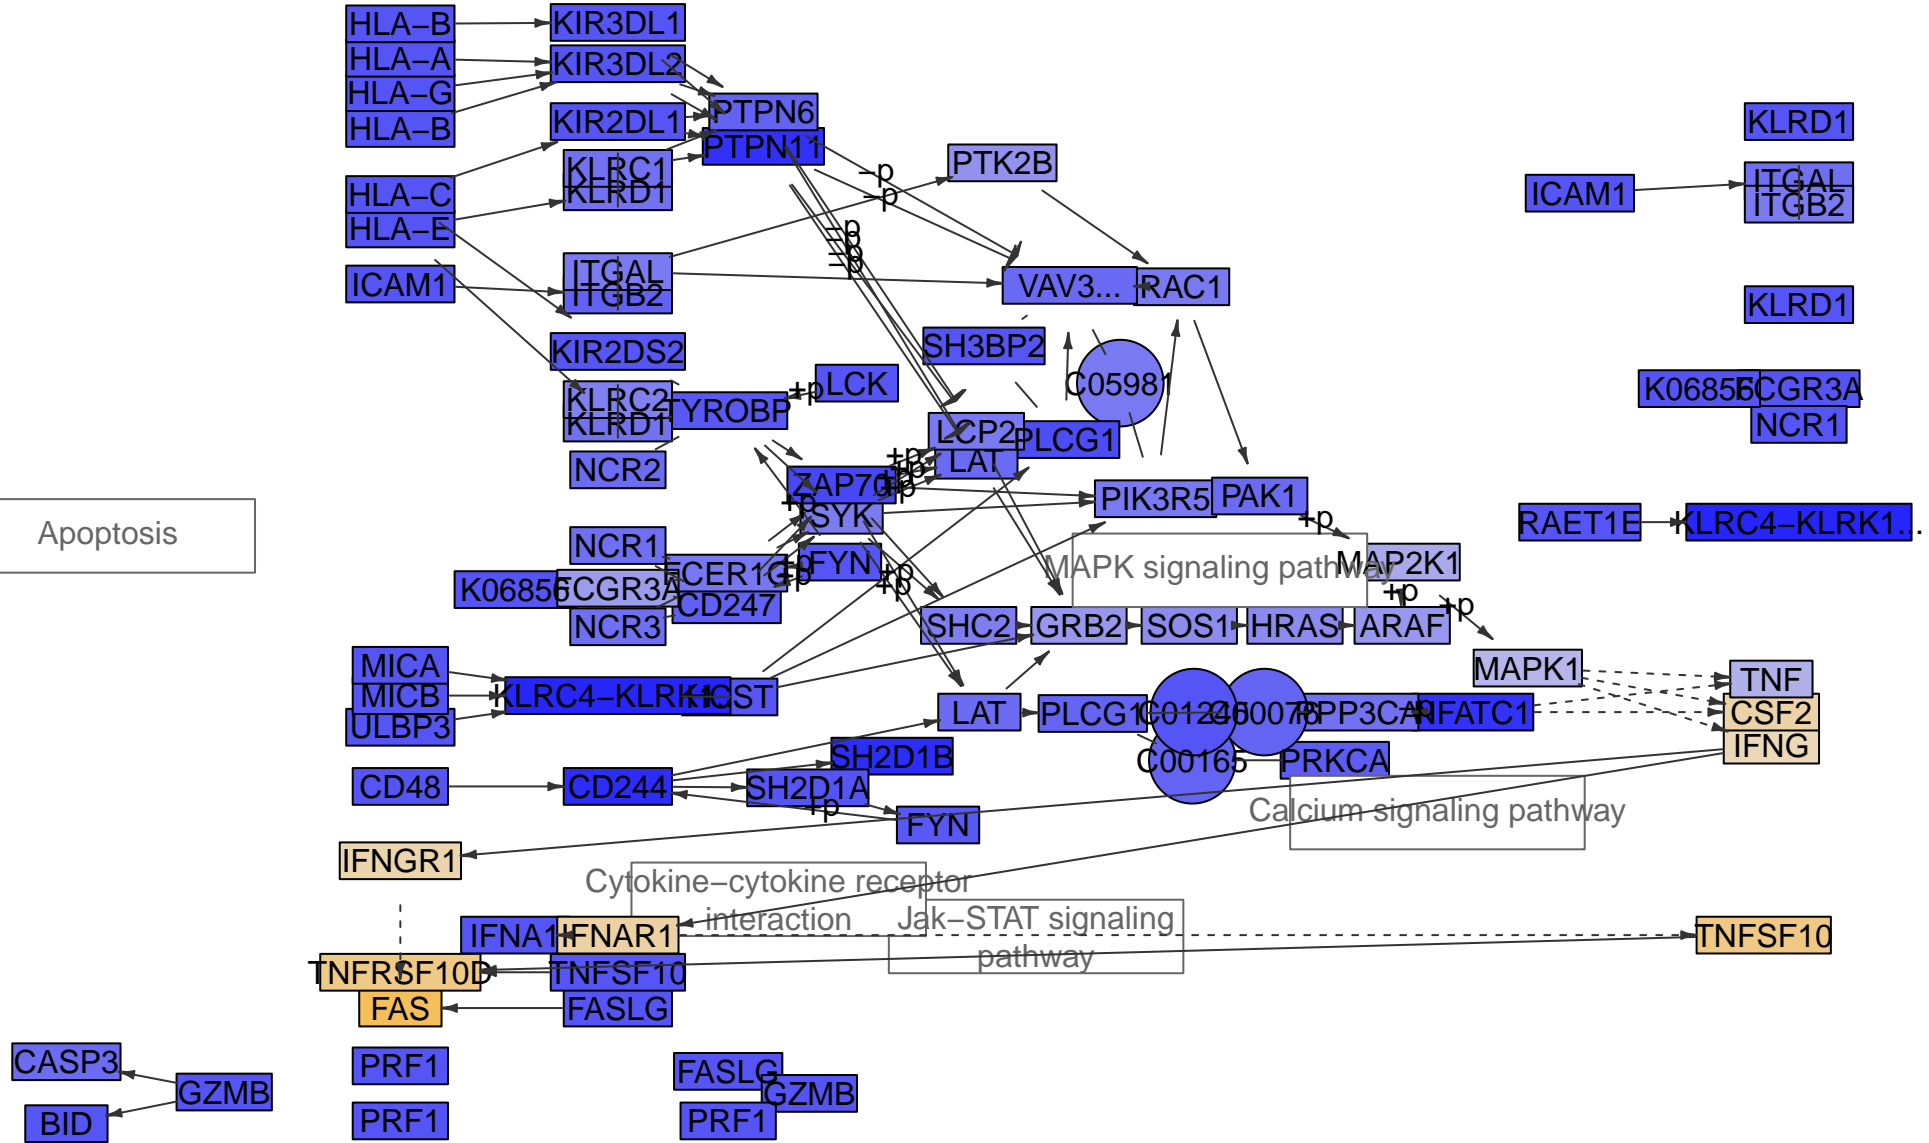 HLA−B
KIR3DL1
HLA−A
KIR3DL2
HLA−G
HLA−B
PTPN6
KIR2DL1
KLRD1
PTPN11
PTK2B
KLRC1
KLRD1
−p
−p
HLA−C
HLA−E
ICAM1
ITGAL
ITGB2
−p
−p
−p
−p
ICAM1
ITGAL
ITGB2
VAV3...
RAC1
KLRD1
SH3BP2
KIR2DS2
LCK
+p
C05981
K06856
FCGR3A
NCR1
KLRC2
KLRD1
TYROBP
LCP2
PLCG1
LAT
NCR2
+p
+p
+p
ZAP70
+p
SYK
PIK3R5
PAK1
+p
RAET1E
KLRC4−KLRK1...
Apoptosis
NCR1
FYN
+p
+p
+p
+p
FCER1G
MAPK signaling pathway
MAP2K1
K06856
FCGR3A
CD247
+p
+p
NCR3
SHC2
GRB2
SOS1
HRAS
ARAF
MICA
MICB
ULBP3
KLRC4−KLRK1...
HCST
MAPK1
TNF
CSF2
IFNG
LAT
PLCG1
C01246
C00076
PPP3CA
NFATC1
C00165
PRKCA
CD48
CD244
SH2D1B
SH2D1A
+p
FYN
Calcium signaling pathway
IFNGR1
Cytokine−cytokine receptor
interaction
Jak−STAT signaling
pathway
IFNA1
IFNAR1
TNFSF10
TNFRSF10D
TNFSF10
FAS
FASLG
CASP3
PRF1
FASLG
GZMB
GZMB
BID
PRF1
PRF1